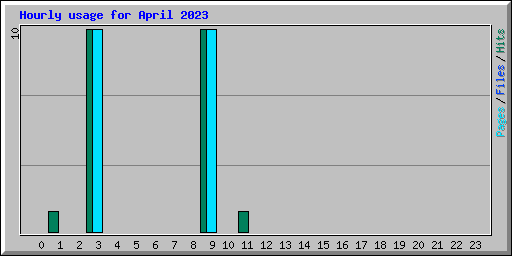 Hourly usage for April 2023
10
Pages/Files/Hits
0 1 2 3 4 5 6 7 8 9 10 11 12 13 14 15 16 17 18 19 20 21 22 23